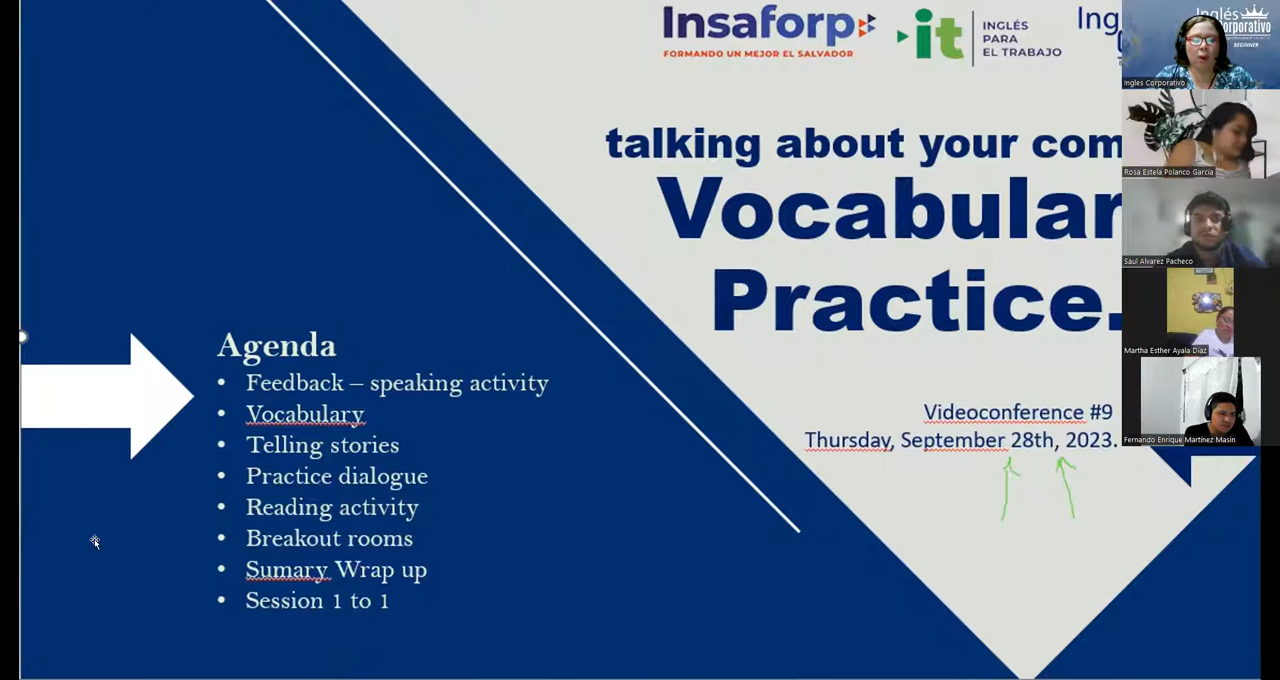 Insaforp
FORMANDO UN MEJOR EL SALVADOR
it
INGLÉS
PARA
EL TRABAJO
Ing
talking about your com
Vocabular
Practice.
Videoconference #9
Thursday, September 28th, 2023.
Agenda
• Feedback – speaking activity
• Vocabulary
• Telling stories
• Practice dialogue
• Reading activity
• Breakout rooms
• Sumary Wrap up
• Session 1 to 1
Inglés
Corporativo
BEGINNER
Ingles Corporativo
Rosa Estela Polanco García
Saul Alvarez Pacheco
Martha Esther Ayala Díaz
Fernando Enrique Martínez Masin